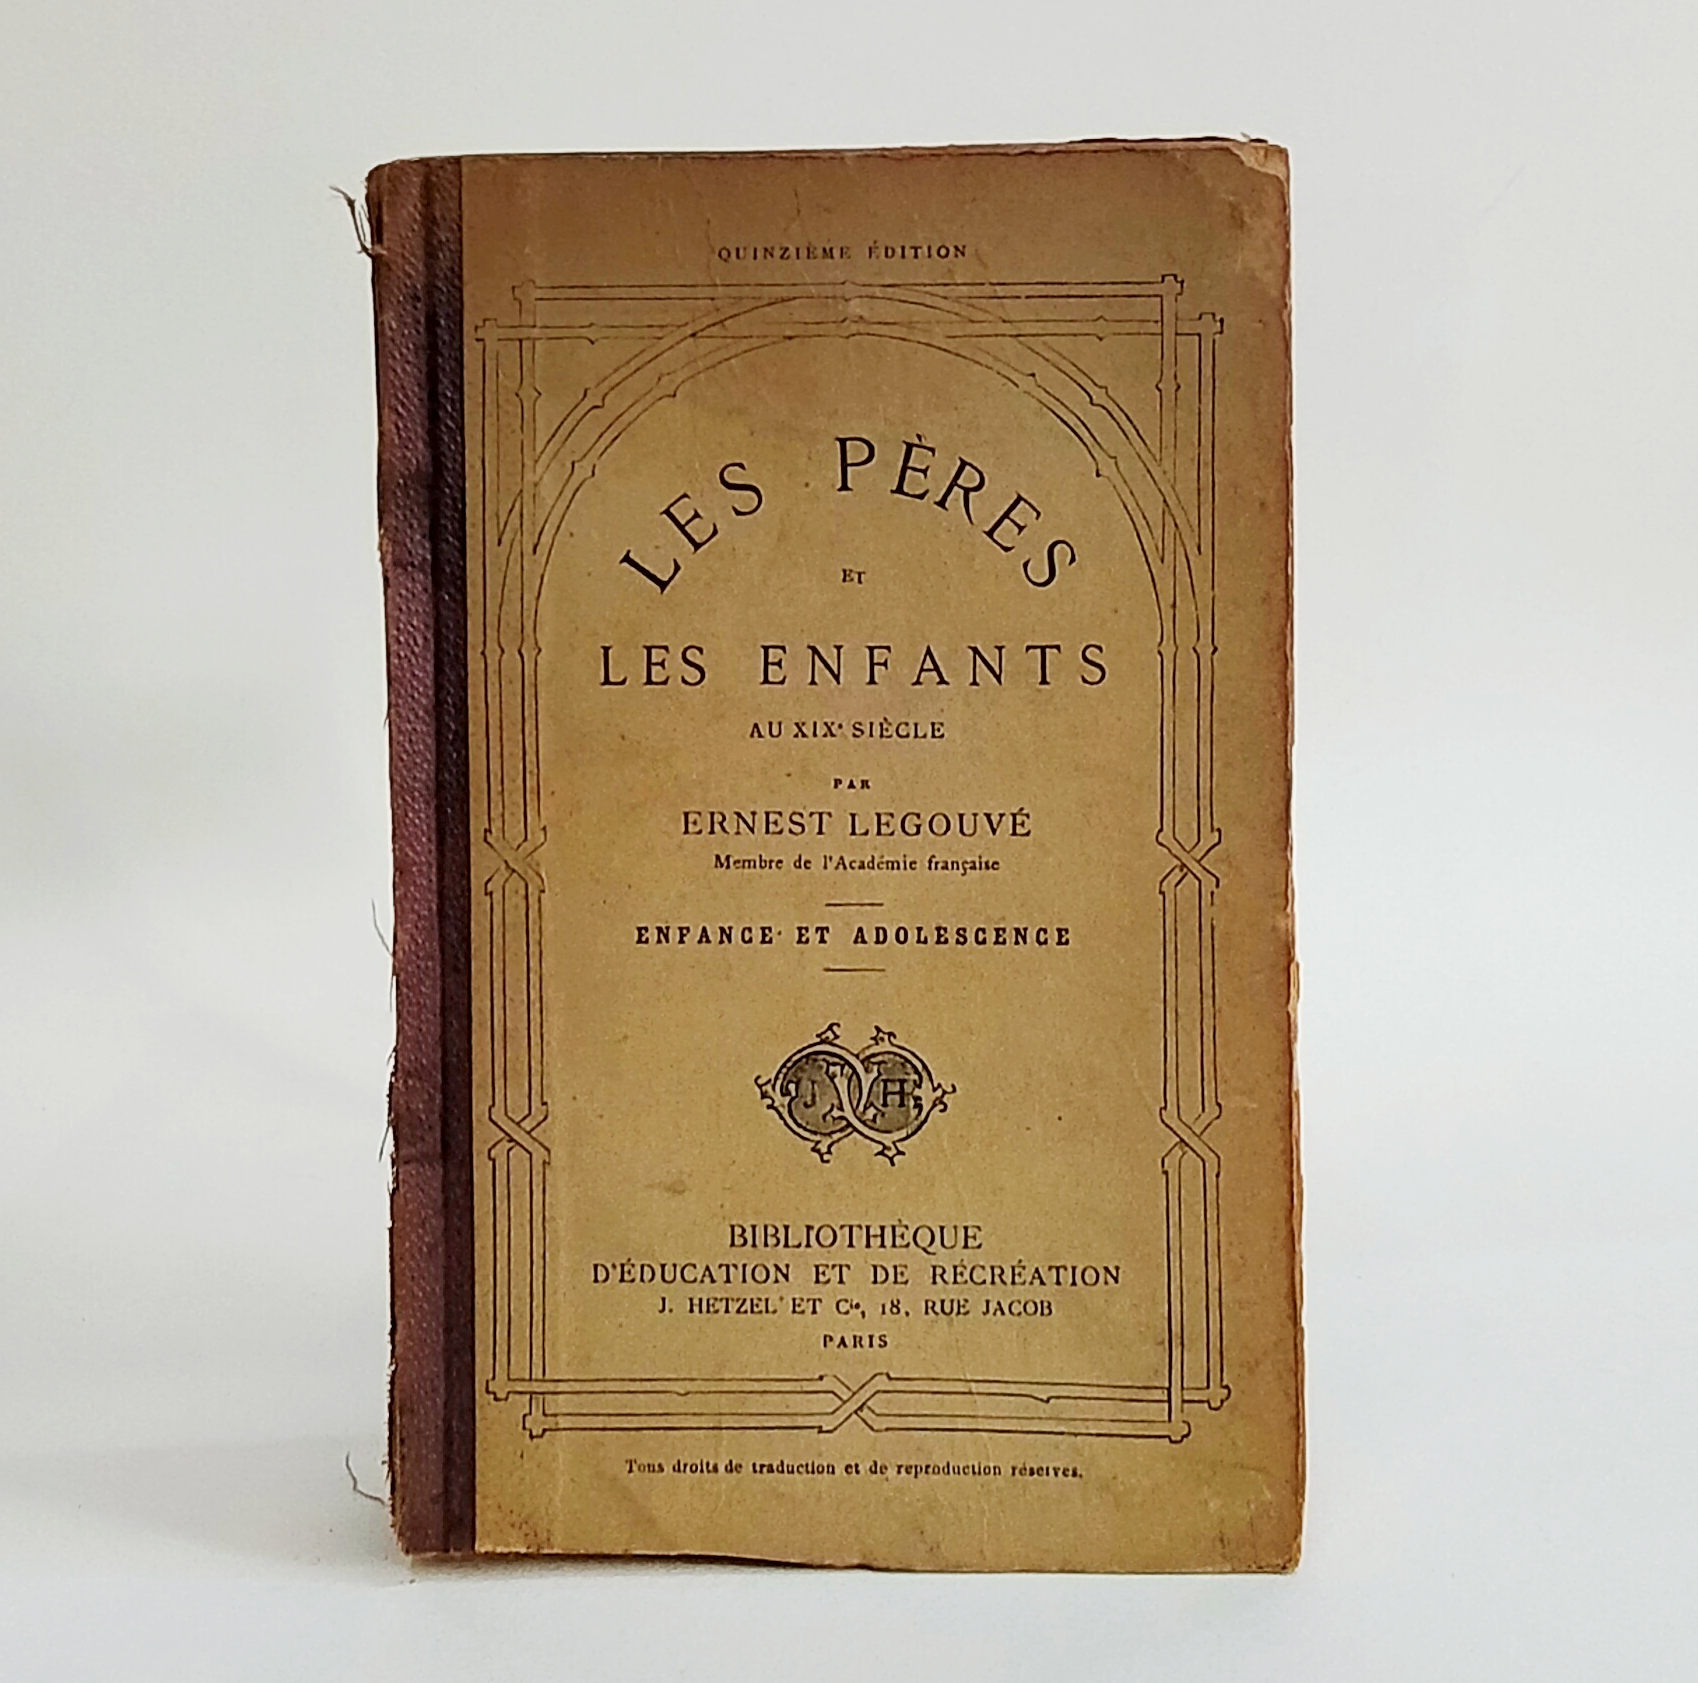 QUINZIÈME ÉDITION
LES PÈRES
ET
LES ENFANTS
AU XIXe SIÈCLE
PAR
ERNEST LEGOUVÉ
Membre de l'Académie française
ENFANCE ET ADOLESCENCE
J H
BIBLIOTHÈQUE
D'ÉDUCATION ET DE RÉCRÉATION
J. HETZEL ET Cie, 18, RUE JACOB
PARIS
Tous droits de traduction et de reproduction réservés.